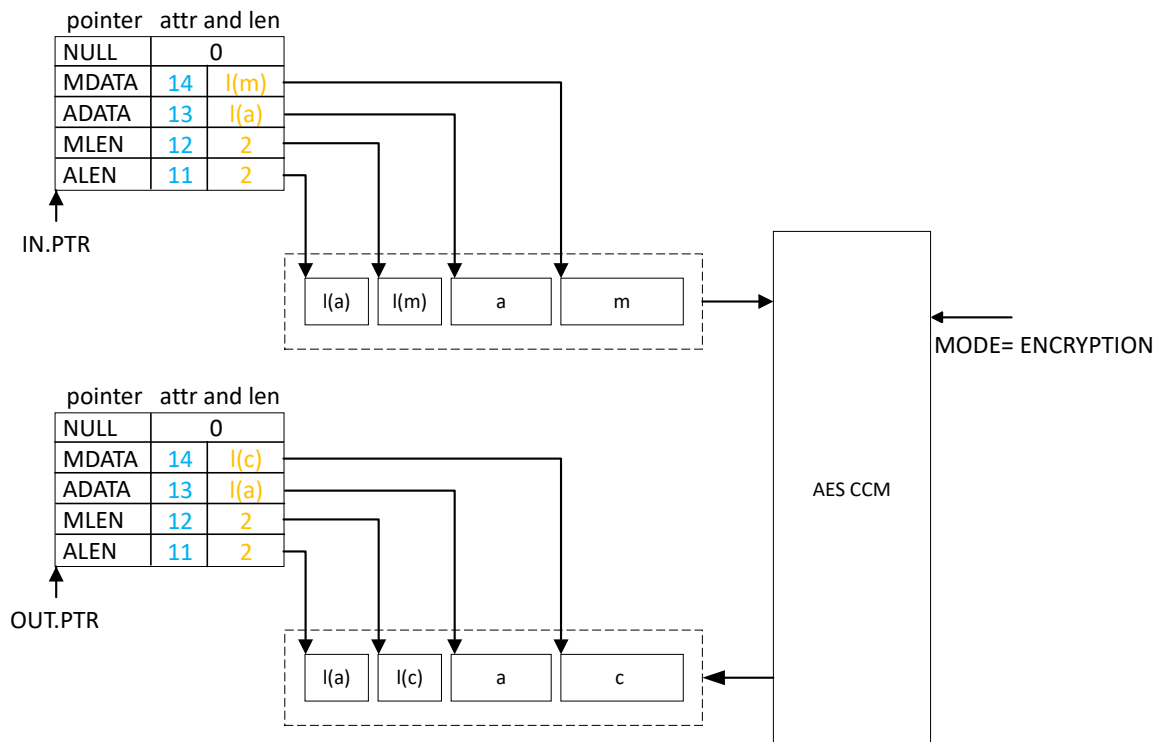 pointer attr and len
NULL 0
MDATA 14 l(m)
ADATA 13 l(a)
MLEN 12 2
ALEN 11 2
IN.PTR
l(a) l(m) a m
MODE= ENCRYPTION
pointer attr and len
NULL 0
MDATA 14 l(c)
ADATA 13 l(a)
MLEN 12 2
ALEN 11 2
AES CCM
OUT.PTR
l(a) l(c) a c